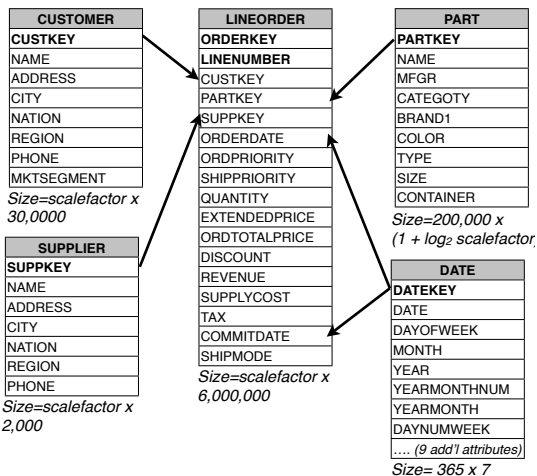 CUSTOMER
CUSTKEY
NAME
ADDRESS
CITY
NATION
REGION
PHONE
MKTSEGMENT
Size=scalefactor x
30,0000
SUPPLIER
SUPPKEY
NAME
ADDRESS
CITY
NATION
REGION
PHONE
Size=scalefactor x
2,000
LINEORDER
ORDERKEY
LINENUMBER
CUSTKEY
PARTKEY
SUPPKEY
ORDERDATE
ORDPRIORITY
SHIPPRIORITY
QUANTITY
EXTENDEDPRICE
ORDTOTALPRICE
DISCOUNT
REVENUE
SUPPLYCOST
TAX
COMMITDATE
SHIPMODE
Size=scalefactor x
6,000,000
PART
PARTKEY
NAME
MFGR
CATEGOTY
BRAND1
COLOR
TYPE
SIZE
CONTAINER
Size=200,000 x
(1 + log₂ scalefactor)
DATE
DATEKEY
DATE
DAYOFWEEK
MONTH
YEAR
YEARMONTHNUM
YEARMONTH
DAYNUMWEEK
…. (9 add'l attributes)
Size= 365 x 7